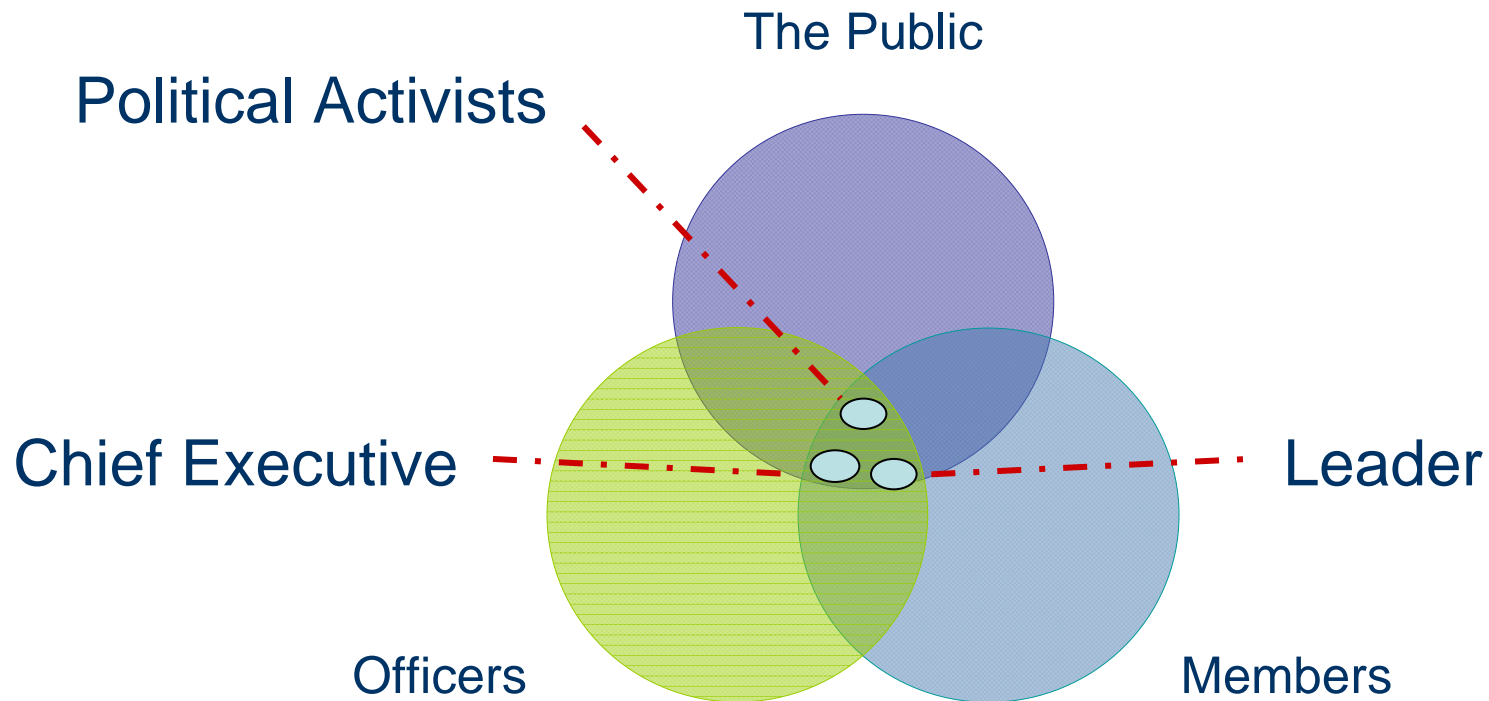 The Public
Political Activists
Chief Executive
Leader
Officers
Members